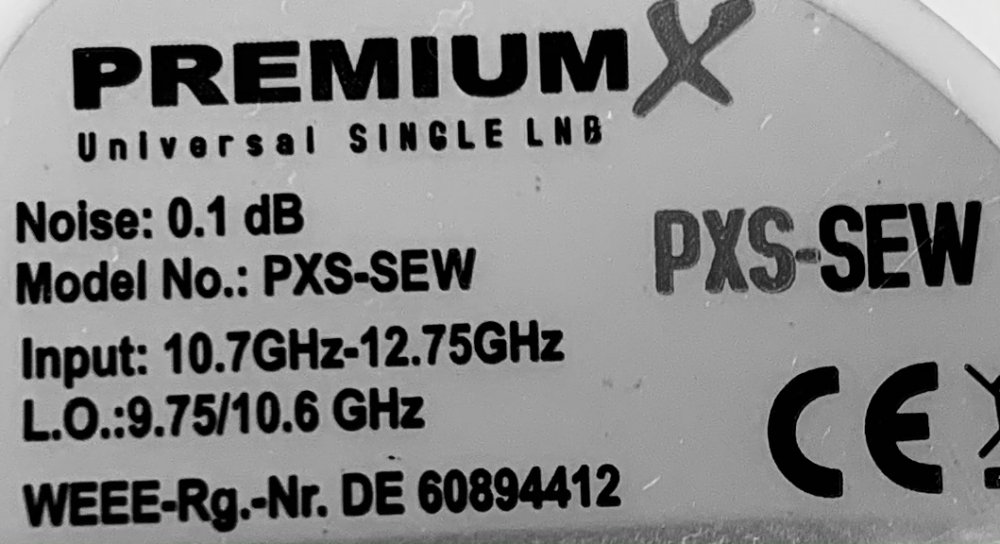 PREMIUM X
Universal SINGLE LNB
Noise: 0.1 dB
Model No.: PXS-SEW
PXS-SEW
Input: 10.7GHz-12.75GHz
L.O.:9.75/10.6 GHz
CE
WEEE-Rg.-Nr. DE 60894412